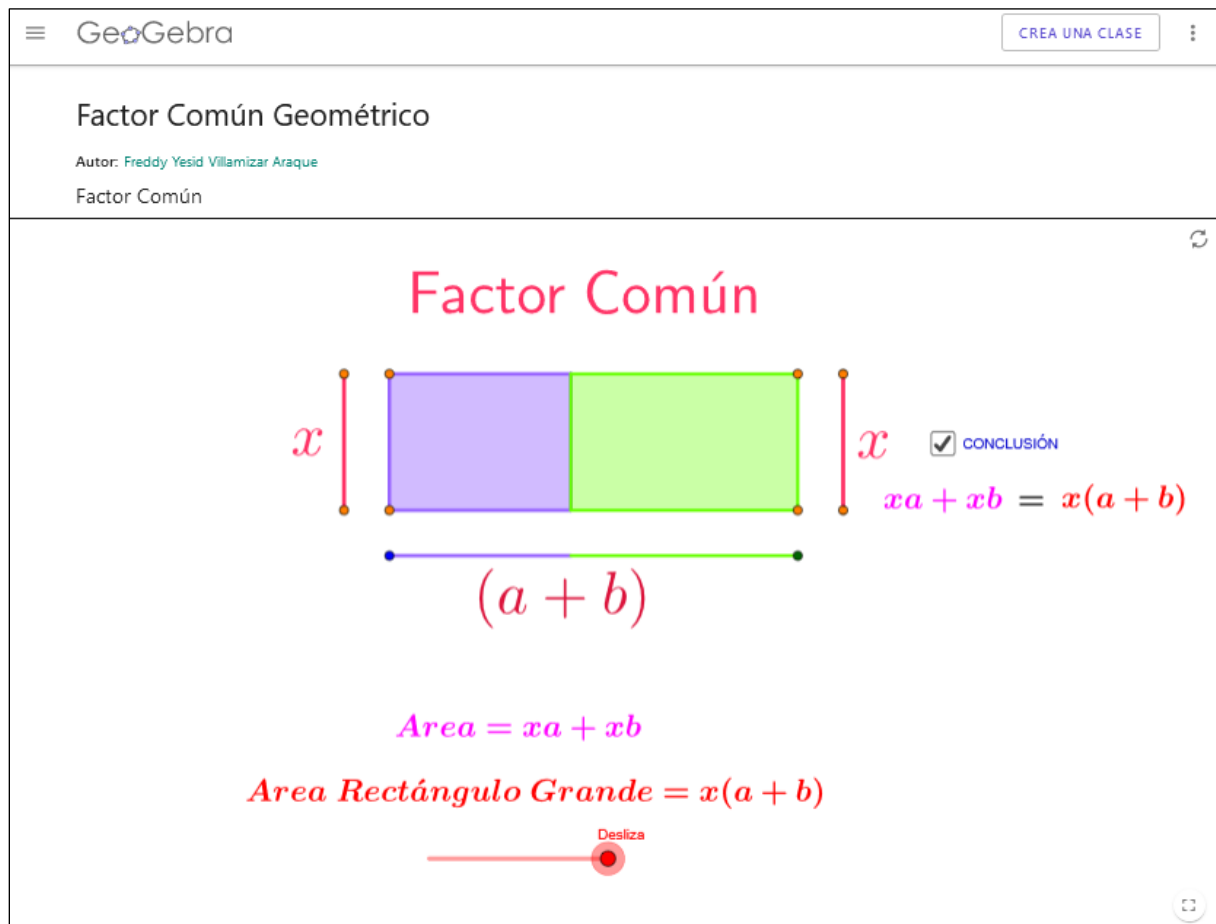 GeoGebra
CREA UNA CLASE
Factor Común Geométrico
Autor: Freddy Yesid Villamizar Araque
Factor Común
Factor Común
x
x
CONCLUSIÓN
xa + xb = x(a + b)
(a + b)
Area = xa + xb
Area Rectángulo Grande = x(a + b)
Desliza